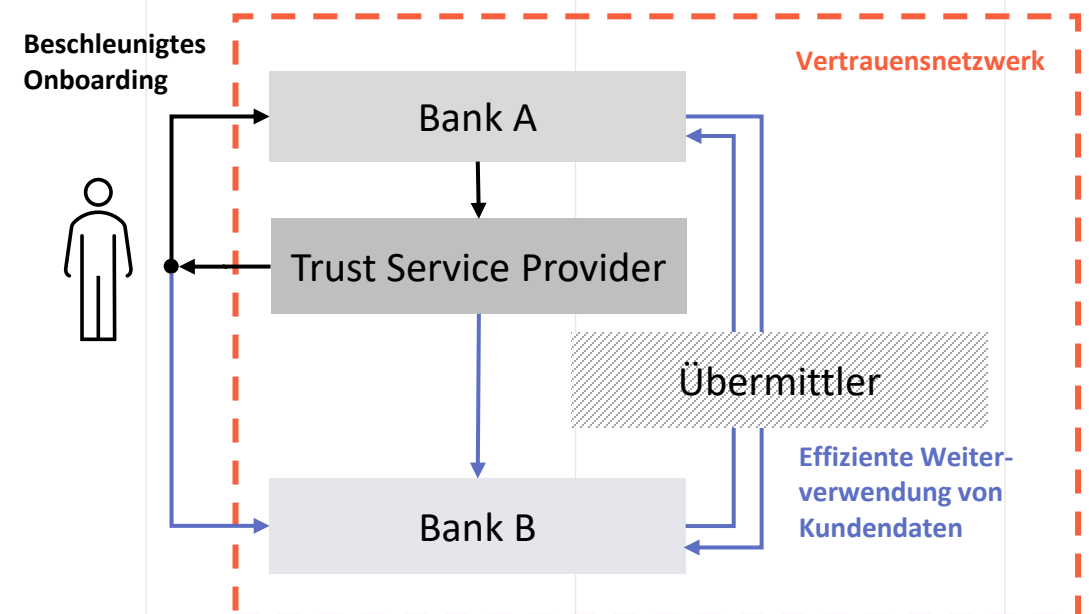 Beschleunigtes
Onboarding
Vertrauensnetzwerk
Bank A
Trust Service Provider
Übermittler
Effiziente Weiter-
verwendung von
Kundendaten
Bank B